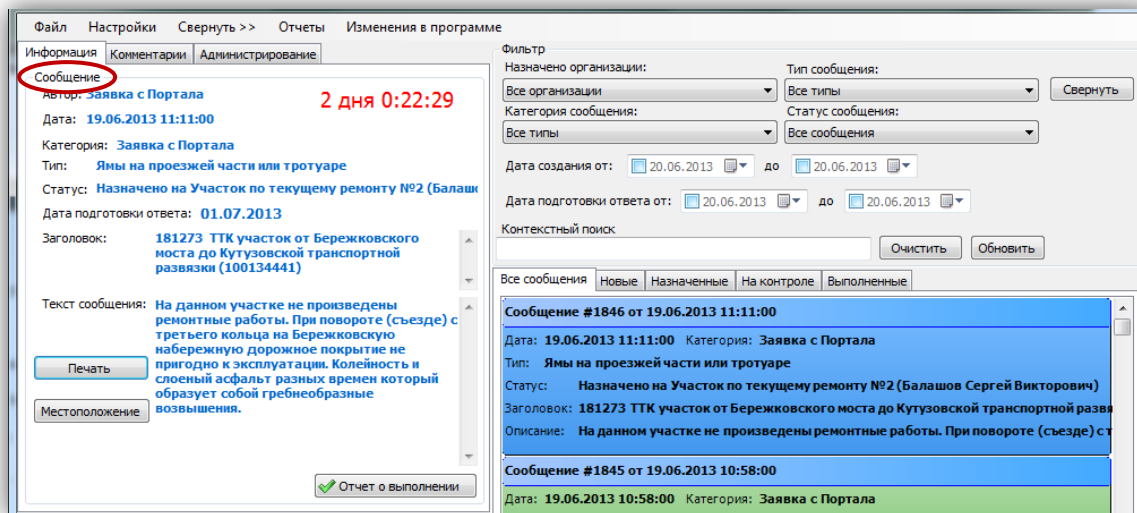 Файл Настройки Свернуть >> Отчеты Изменения в программе
Информация Комментарии Администрирование
Сообщение
Автор: Заявка с Портала
2 дня 0:22:29
Дата: 19.06.2013 11:11:00
Категория: Заявка с Портала
Тип: Ямы на проезжей части или тротуаре
Статус: Назначено на Участок по текущему ремонту №2 (Балашо
Дата подготовки ответа: 01.07.2013
Заголовок: 181273 ТТК участок от Бережковского
моста до Кутузовской транспортной
развязки (100134441)
Текст сообщения: На данном участке не произведены
ремонтные работы. При повороте (съезде) с
третьего кольца на Бережковскую
набережную дорожное покрытие не
пригодно к эксплуатации. Колейность и
слоеный асфальт разных времен который
образует собой гребнеобразные
возвышения.
Печать
Местоположение
Отчет о выполнении
Фильтр
Назначено организации: Тип сообщения:
Все организации Все типы Свернуть
Категория сообщения: Статус сообщения:
Все типы Все сообщения
Дата создания от: 20.06.2013 до 20.06.2013
Дата подготовки ответа от: 20.06.2013 до 20.06.2013
Контекстный поиск
Очистить Обновить
Все сообщения Новые Назначенные На контроле Выполненные
Сообщение #1846 от 19.06.2013 11:11:00
Дата: 19.06.2013 11:11:00 Категория: Заявка с Портала
Тип: Ямы на проезжей части или тротуаре
Статус: Назначено на Участок по текущему ремонту №2 (Балашов Сергей Викторович)
Заголовок: 181273 ТТК участок от Бережковского моста до Кутузовской транспортной развя
Описание: На данном участке не произведены ремонтные работы. При повороте (съезде) с т
Сообщение #1845 от 19.06.2013 10:58:00
Дата: 19.06.2013 10:58:00 Категория: Заявка с Портала